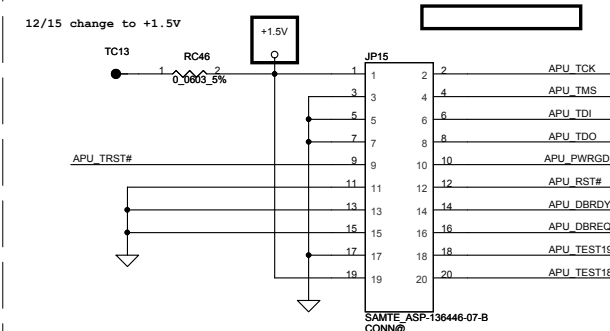 12/15 change to +1.5V
+1.5V
TC13
RC46
1 2
0_0603_5%
JP15
1 1 2 2 APU_TCK
3 3 4 4 APU_TMS
5 5 6 6 APU_TDI
7 7 8 8 APU_TDO
APU_TRST# 9 9 10 10 APU_PWRGD
11 11 12 12 APU_RST#
13 13 14 14 APU_DBRDY
15 15 16 16 APU_DBREQ
17 17 18 18 APU_TEST19
19 19 20 20 APU_TEST18
SAMTE_ASP-136446-07-B
CONN@